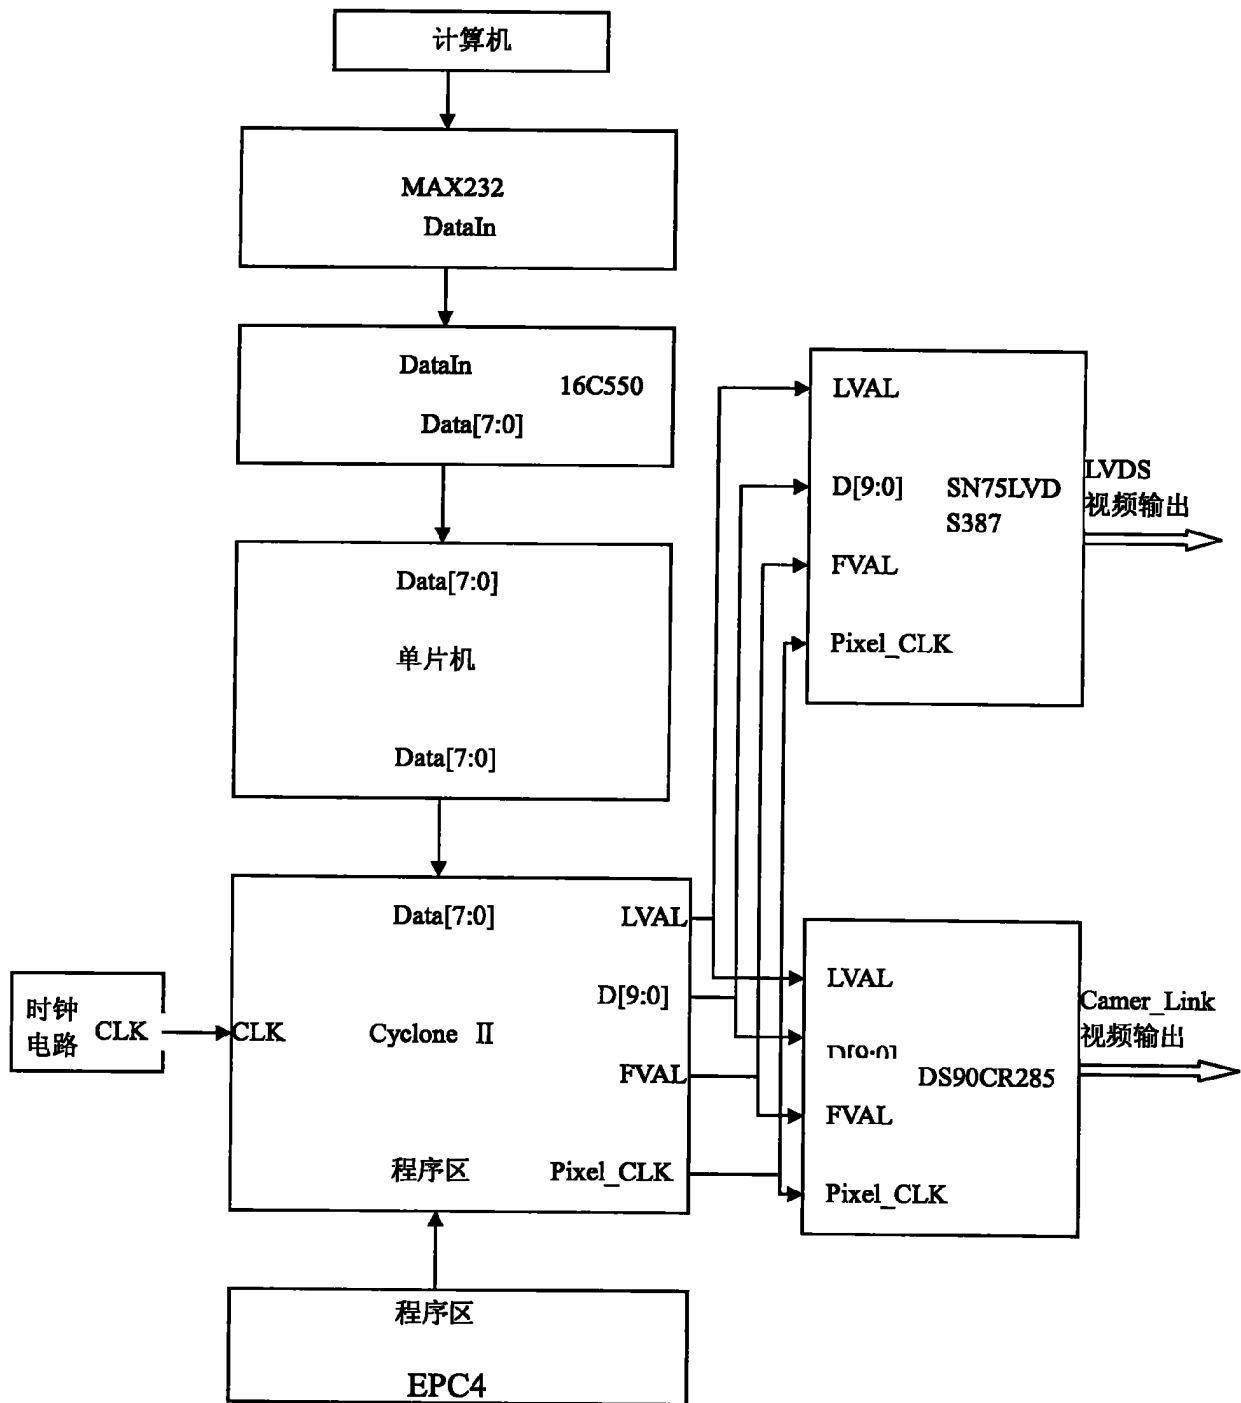 计算机
MAX232
DataIn
DataIn
16C550
Data[7:0]
Data[7:0]
单片机
Data[7:0]
Data[7:0]
LVAL
D[9:0]
CLK
Cyclone II
FVAL
程序区
Pixel_CLK
时钟
电路 CLK
程序区
EPC4
LVAL
D[9:0]
SN75LVD
S387
FVAL
Pixel_CLK
LVDS
视频输出
LVAL
D[9:0]
DS90CR285
FVAL
Pixel_CLK
Camer_Link
视频输出